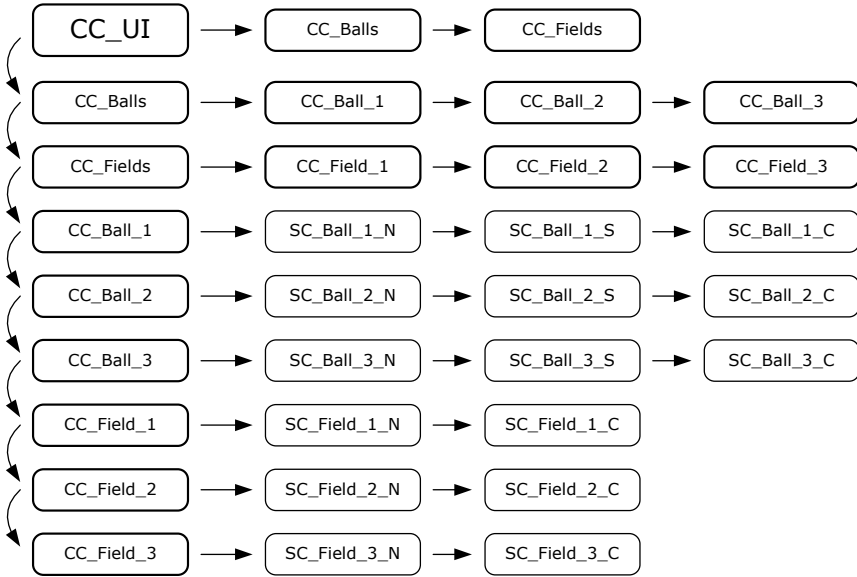 CC_UI CC_Balls CC_Fields
CC_Balls CC_Ball_1 CC_Ball_2 CC_Ball_3
CC_Fields CC_Field_1 CC_Field_2 CC_Field_3
CC_Ball_1 SC_Ball_1_N SC_Ball_1_S SC_Ball_1_C
CC_Ball_2 SC_Ball_2_N SC_Ball_2_S SC_Ball_2_C
CC_Ball_3 SC_Ball_3_N SC_Ball_3_S SC_Ball_3_C
CC_Field_1 SC_Field_1_N SC_Field_1_C
CC_Field_2 SC_Field_2_N SC_Field_2_C
CC_Field_3 SC_Field_3_N SC_Field_3_C